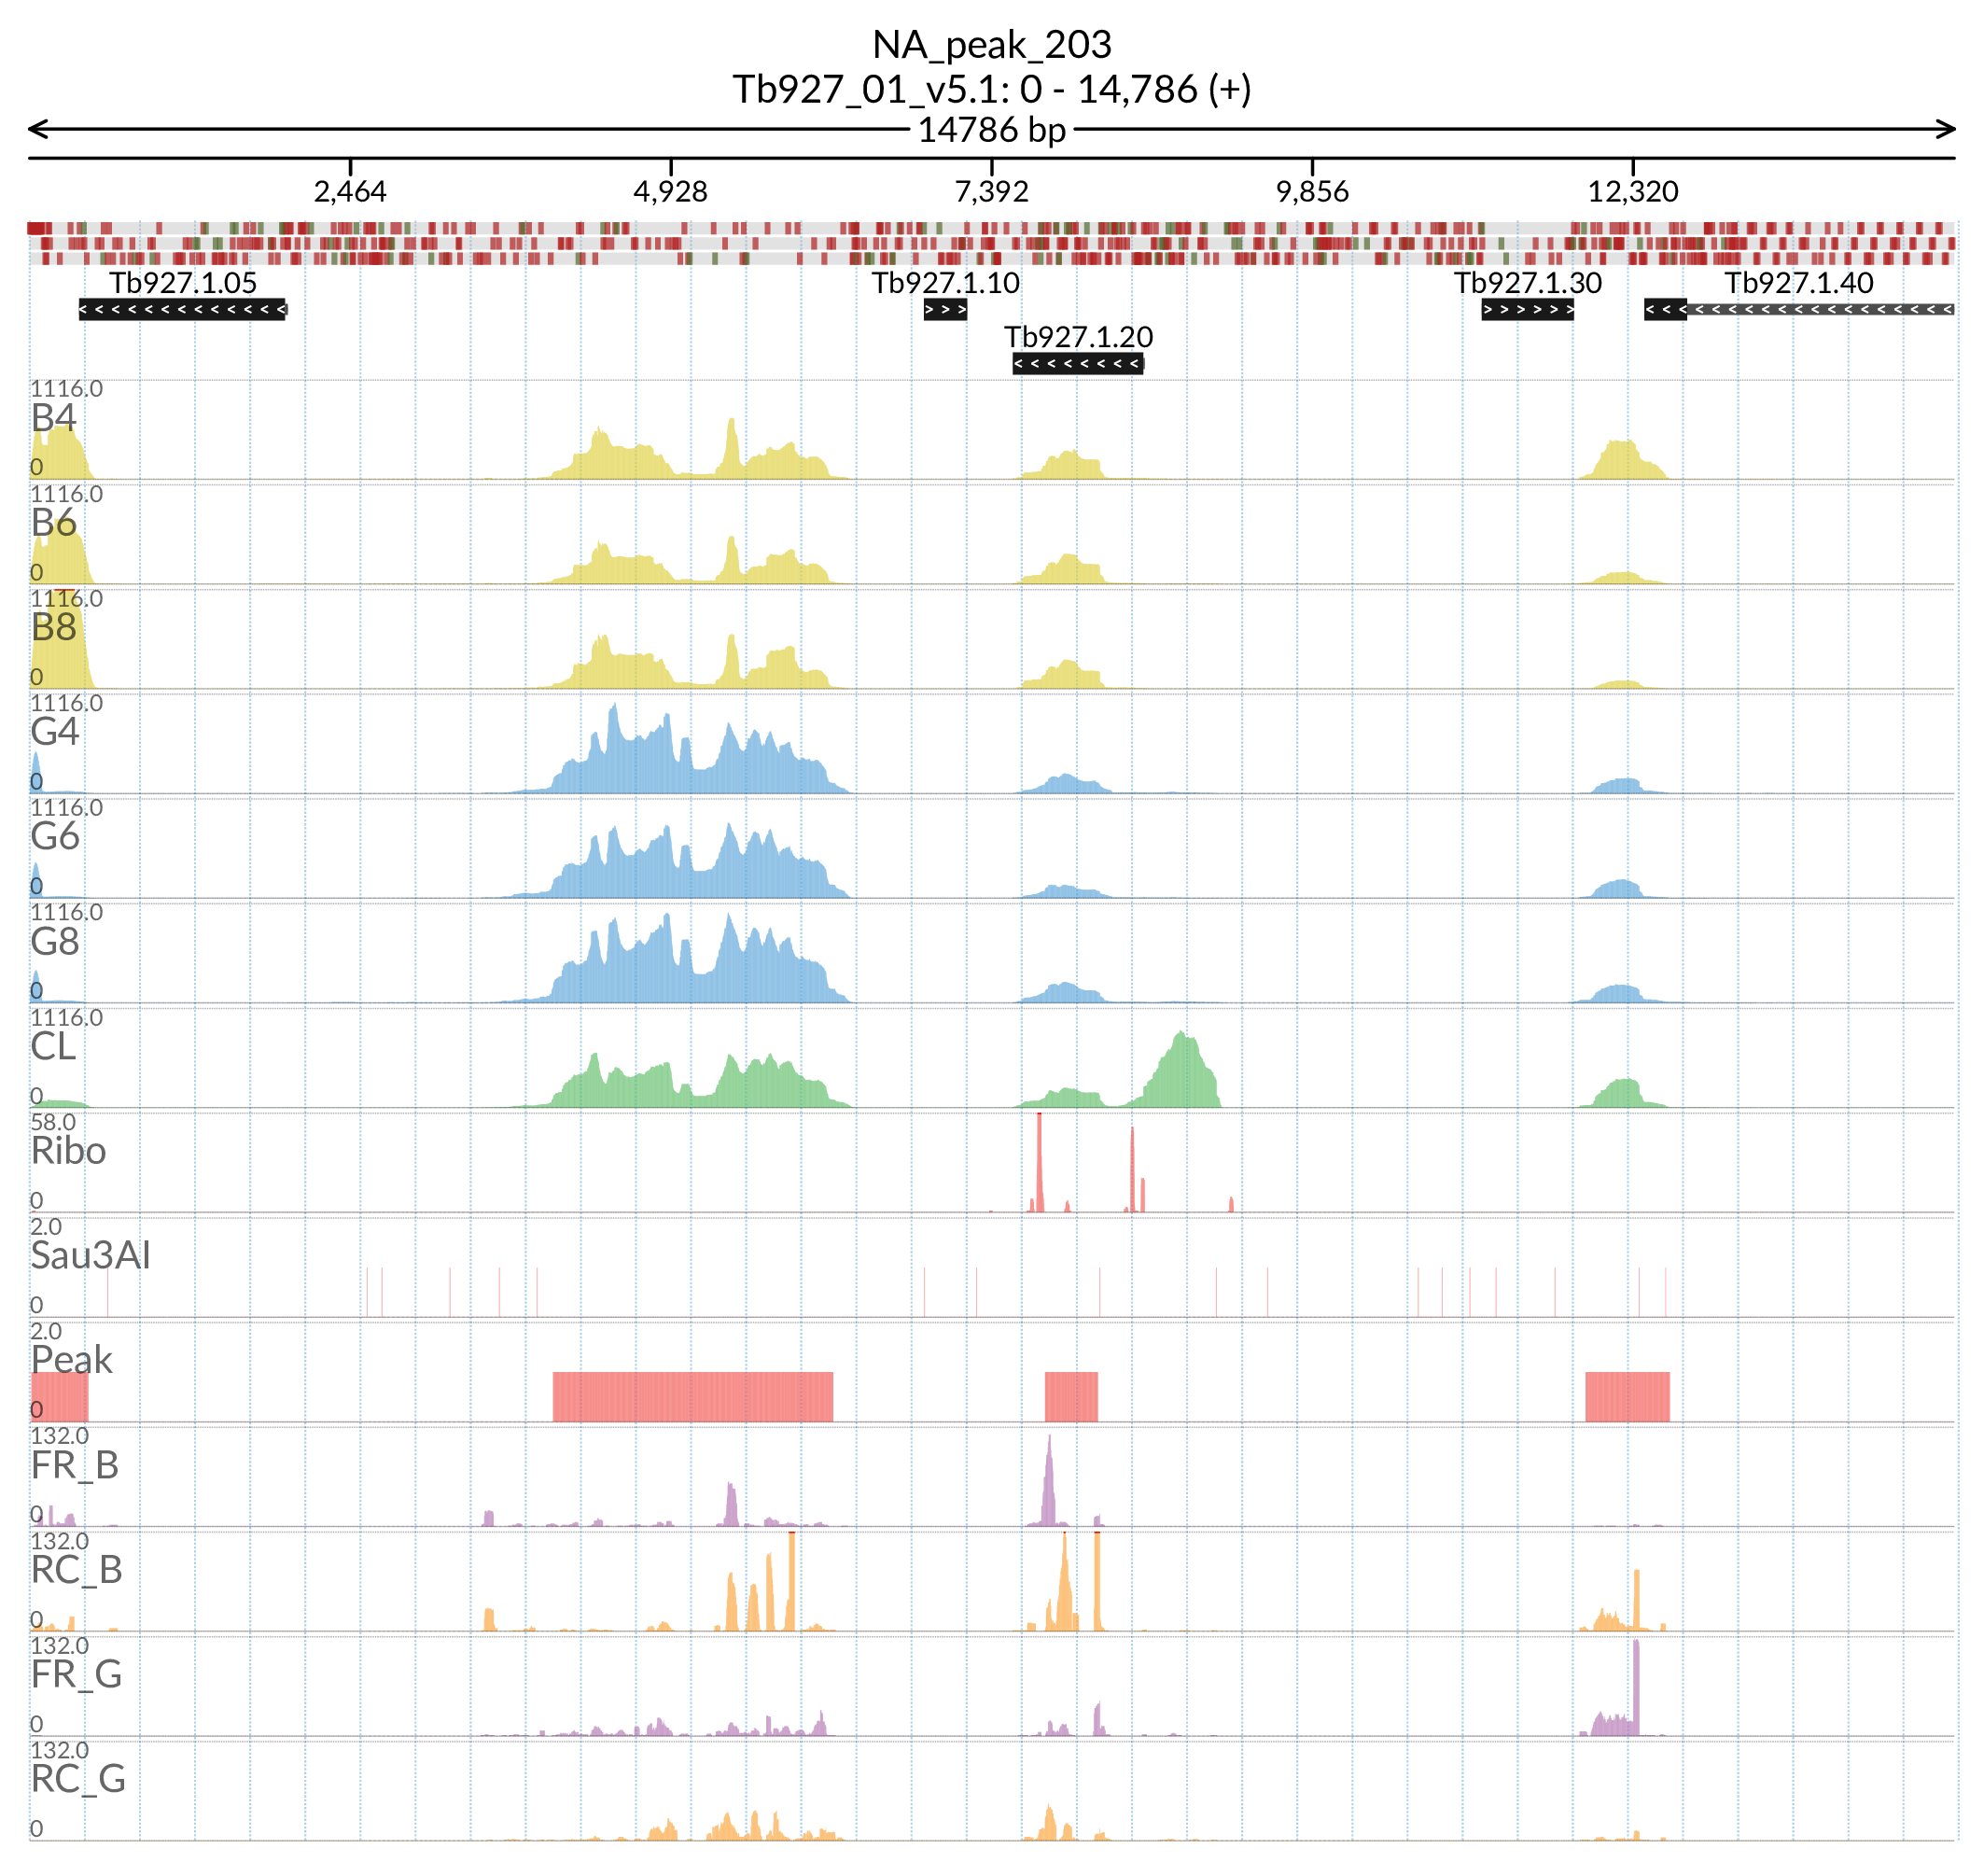 NA_peak_203
Tb927_01_v5.1: 0 - 14,786 (+)
14786 bp
2,464 4,928 7,392 9,856 12,320
Tb927.1.05 Tb927.1.10 Tb927.1.30 Tb927.1.40
Tb927.1.20
1116.0
B4
0
1116.0
B6
0
1116.0
B8
0
1116.0
G4
0
1116.0
G6
0
1116.0
G8
0
1116.0
CL
0
58.0
Ribo
0
2.0
Sau3AI
0
2.0
Peak
0
132.0
FR_B
0
132.0
RC_B
0
132.0
FR_G
0
132.0
RC_G
0